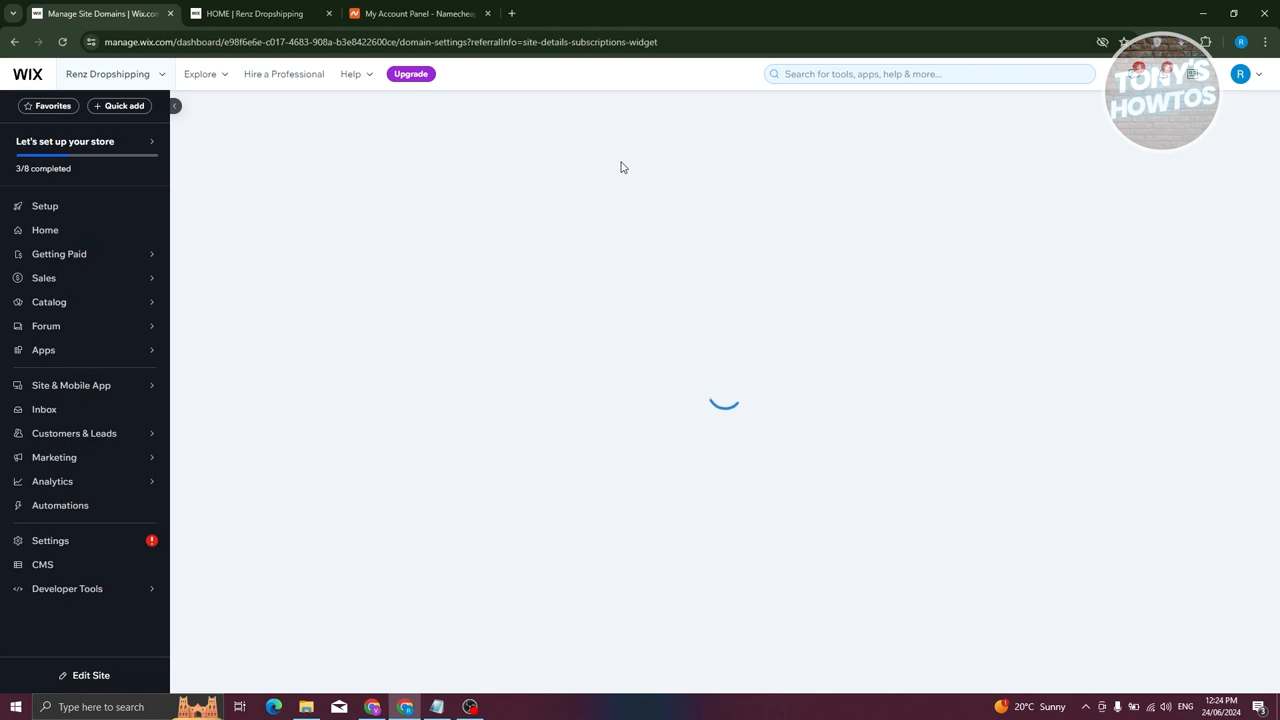 Manage Site Domains | Wix.co
HOME | Renz Dropshipping
My Account Panel - Namecheap
manage.wix.com/dashboard/e98f6e6e-c017-4683-908a-b3e8422600ce/domain-settings?referralInfo=site-details-subscriptions-widget
R
WIX
Renz Dropshipping
Explore
Hire a Professional
Help
Upgrade
Search for tools, apps, help & more...
R
TONY'S
HOWTOS
Favorites
Quick add
Let's set up your store
3/8 completed
Setup
Home
Getting Paid
Sales
Catalog
Forum
Apps
Site & Mobile App
Inbox
Customers & Leads
Marketing
Analytics
Automations
Settings
CMS
Developer Tools
Edit Site
Type here to search
20°C Sunny
ENG
12:24 PM
24/06/2024